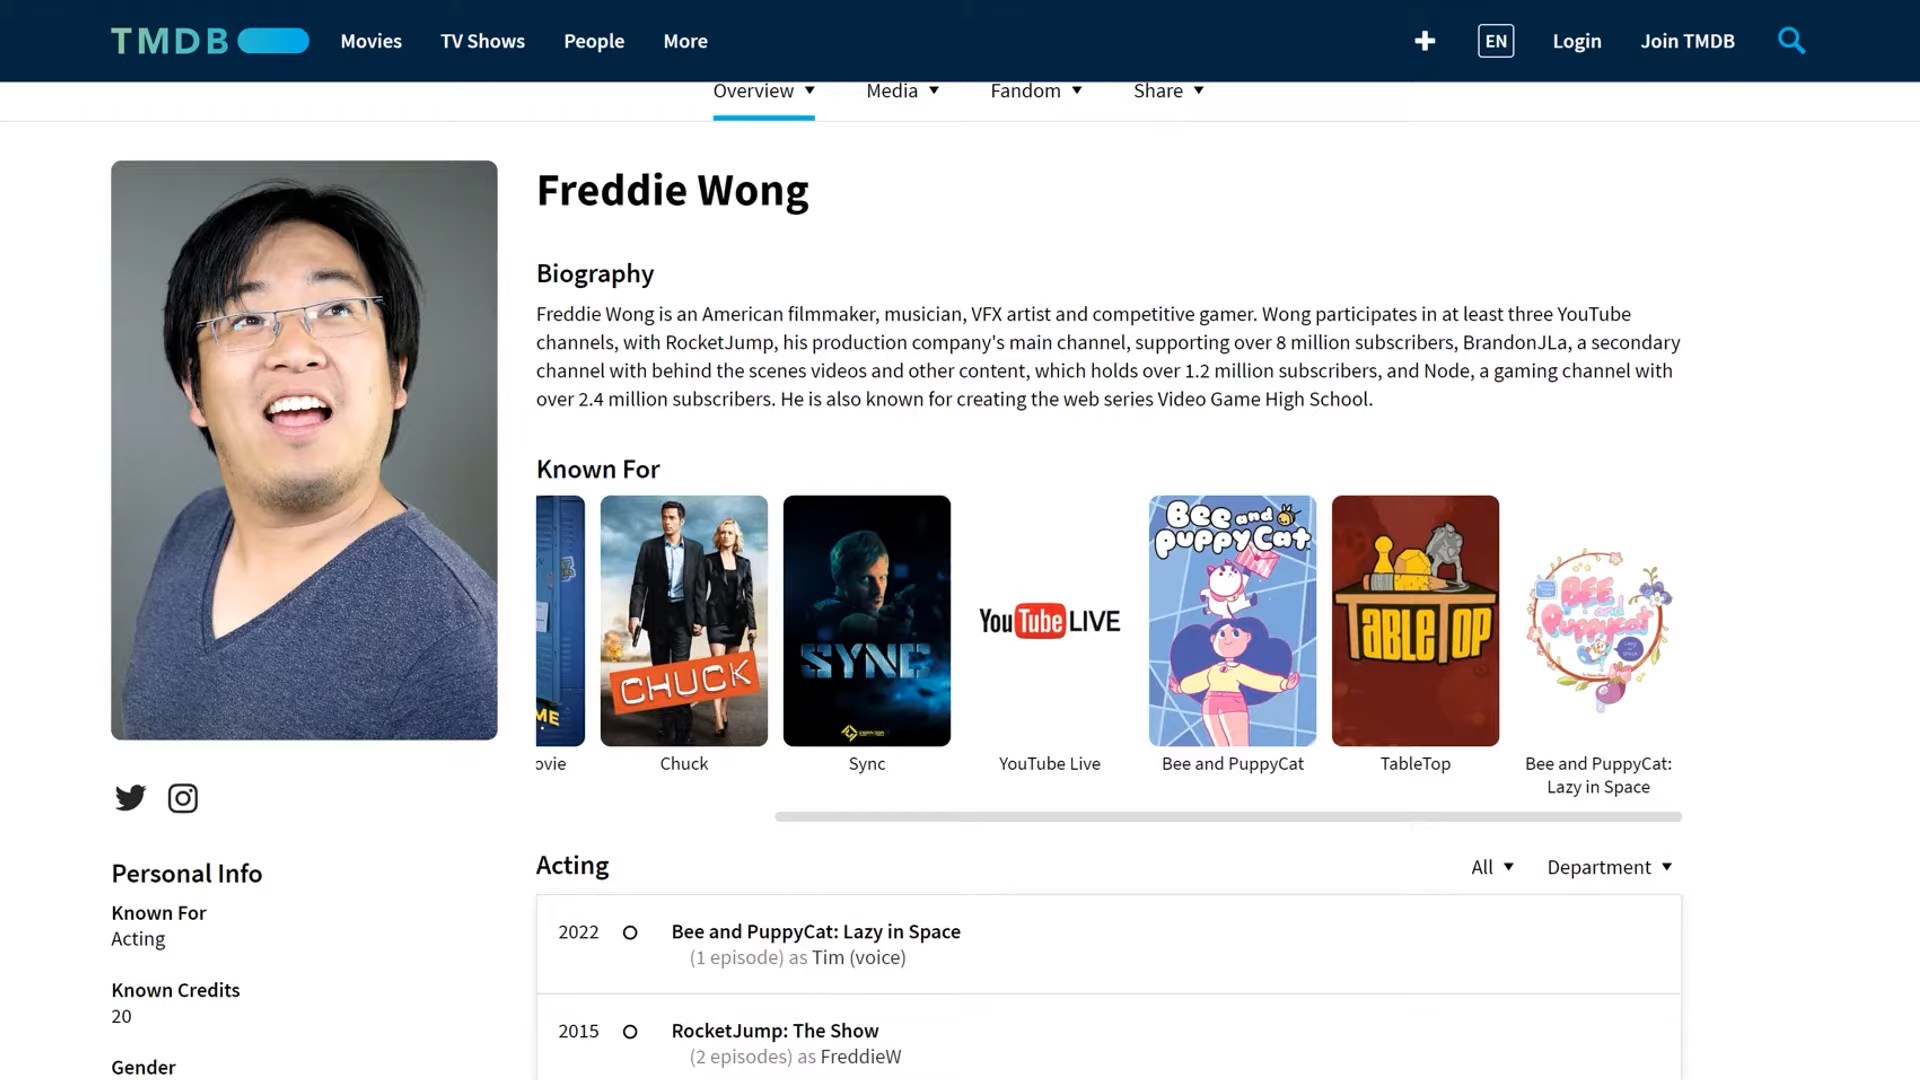 TMDB
Movies
TV Shows
People
More
+
EN
Login
Join TMDB
Overview
Media
Fandom
Share
Freddie Wong
Biography
Freddie Wong is an American filmmaker, musician, VFX artist and competitive gamer. Wong participates in at least three YouTube
channels, with RocketJump, his production company's main channel, supporting over 8 million subscribers, BrandonJLa, a secondary
channel with behind the scenes videos and other content, which holds over 1.2 million subscribers, and Node, a gaming channel with
over 2.4 million subscribers. He is also known for creating the web series Video Game High School.
Known For
ME
CHUCK
SYNC
YouTube LIVE
Bee and
PuppyCat
TABLETOP
BEE
and
Puppycat
ovie
Chuck
Sync
YouTube Live
Bee and PuppyCat
TableTop
Bee and PuppyCat:
Lazy in Space
Acting
All
Department
2022
Bee and PuppyCat: Lazy in Space
(1 episode) as Tim (voice)
2015
RocketJump: The Show
(2 episodes) as FreddieW
Personal Info
Known For
Acting
Known Credits
20
Gender